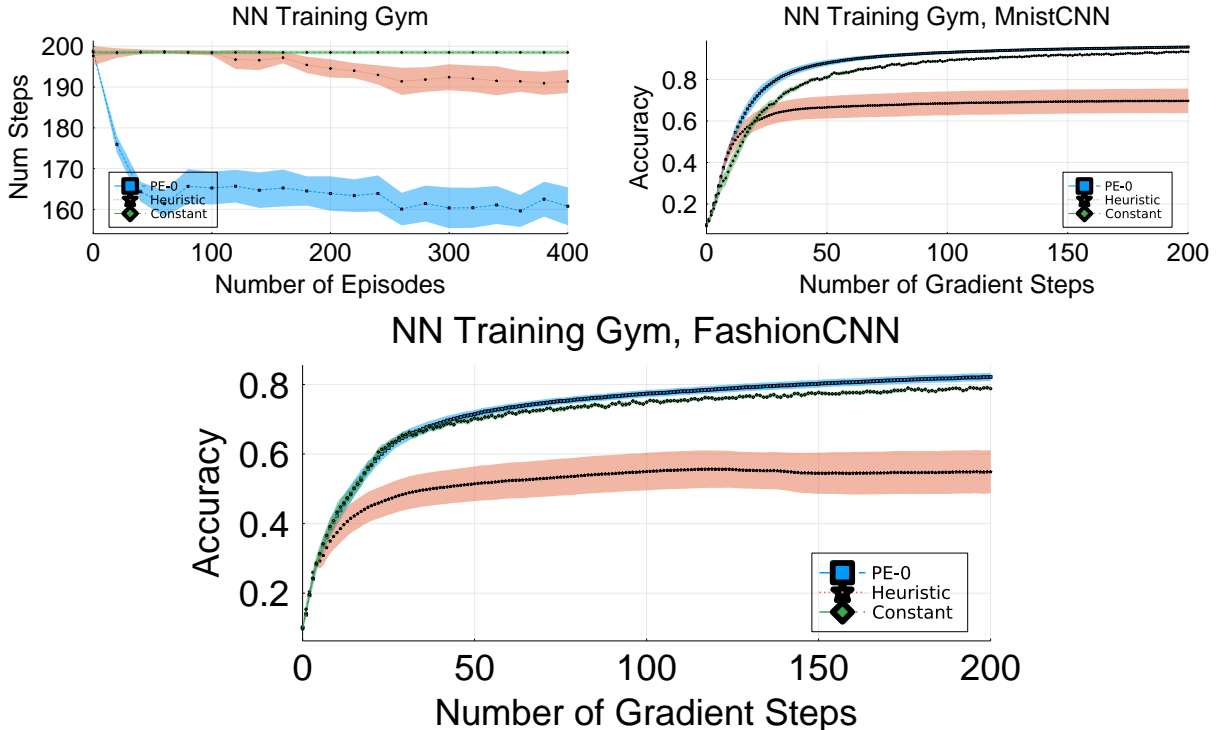 NN Training Gym
Num Steps
200
190
180
170
160
PE-0
Heuristic
Constant
0
100
200
300
400
Number of Episodes
NN Training Gym, MnistCNN
Accuracy
0.8
0.6
0.4
0.2
PE-0
Heuristic
Constant
0
50
100
150
200
Number of Gradient Steps
NN Training Gym, FashionCNN
Accuracy
0.8
0.6
0.4
0.2
PE-0
Heuristic
Constant
0
50
100
150
200
Number of Gradient Steps